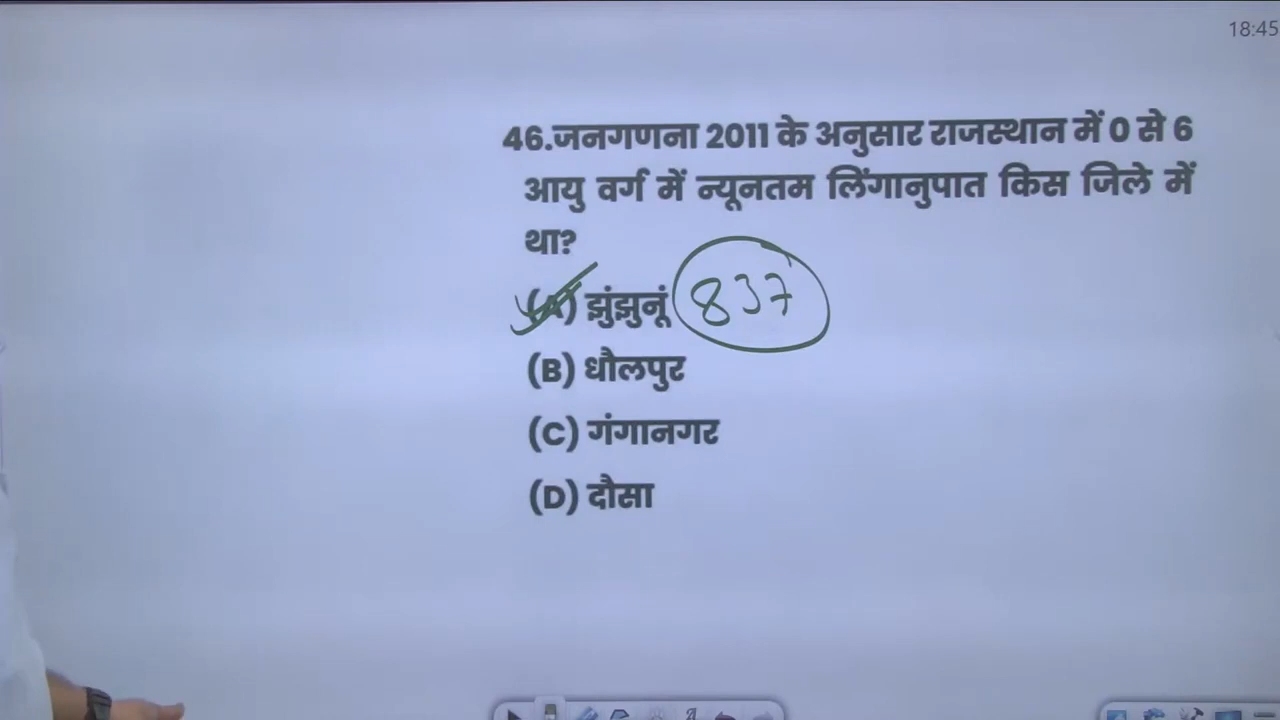 18:45
46.जनगणना 2011 के अनुसार राजस्थान में 0 से 6
आयु वर्ग में न्यूनतम लिंगानुपात किस जिले में
था?
(A) झुंझुनूं 837
(B) धौलपुर
(C) गंगानगर
(D) दौसा